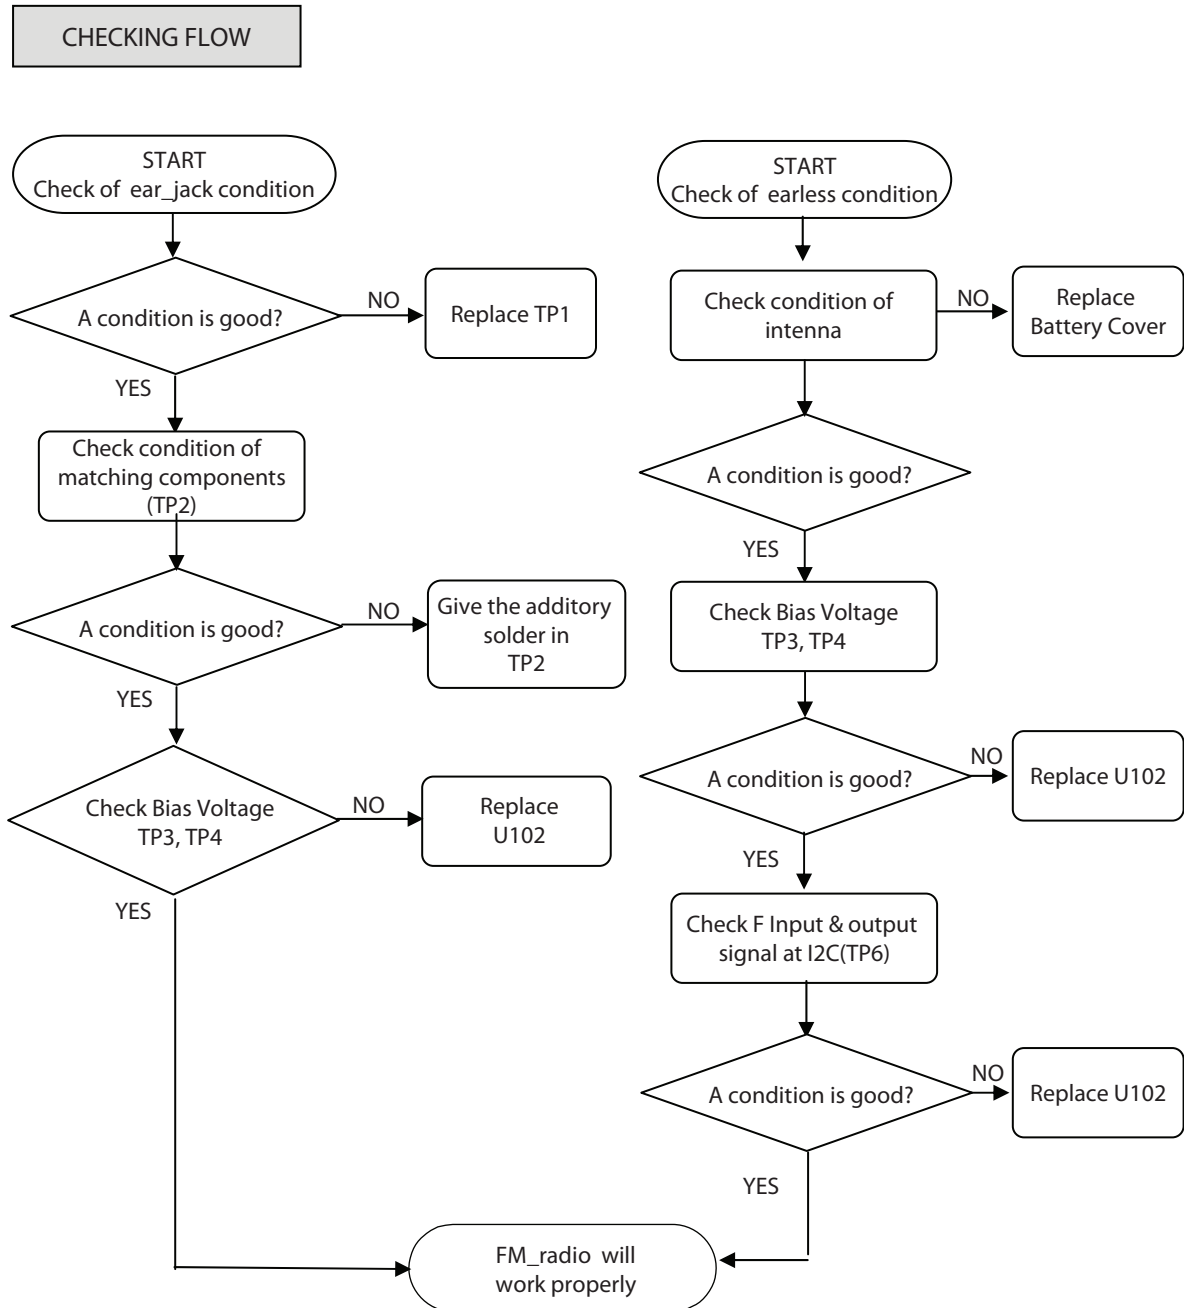 CHECKING FLOW
START
Check of ear_jack condition
A condition is good?
NO
Replace TP1
YES
Check condition of
matching components
(TP2)
A condition is good?
NO
Give the additory
solder in
TP2
YES
Check Bias Voltage
TP3, TP4
NO
Replace
U102
YES
START
Check of earless condition
Check condition of
intenna
NO
Replace
Battery Cover
A condition is good?
YES
Check Bias Voltage
TP3, TP4
A condition is good?
NO
Replace U102
YES
Check F Input & output
signal at I2C(TP6)
A condition is good?
NO
Replace U102
YES
FM_radio will
work properly